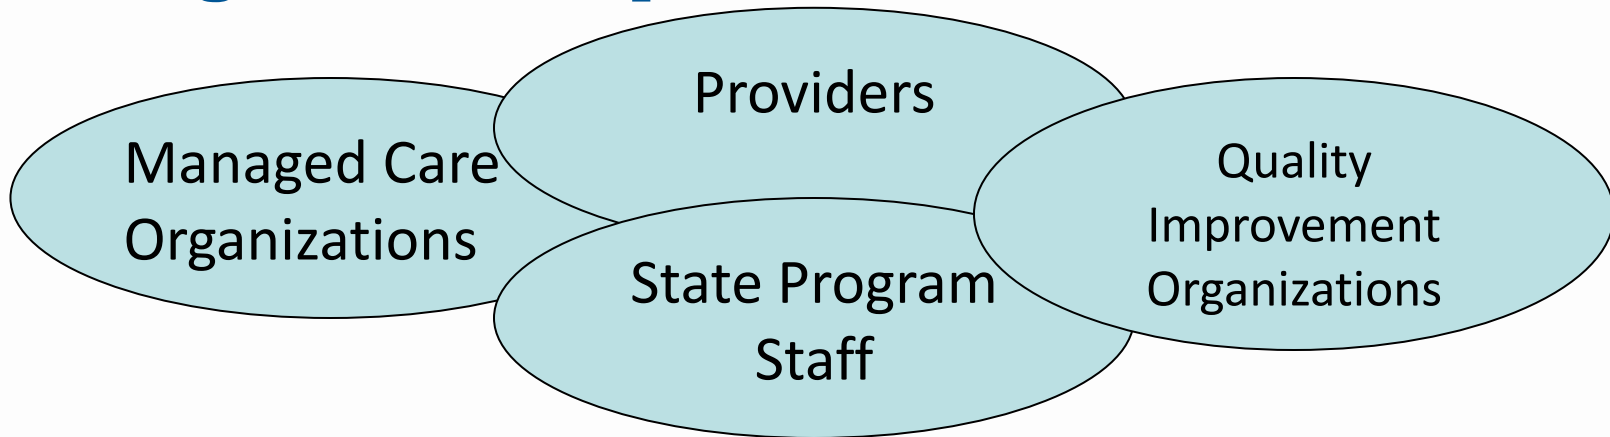 Providers
Managed Care
Organizations
Quality
Improvement
Organizations
State Program
Staff